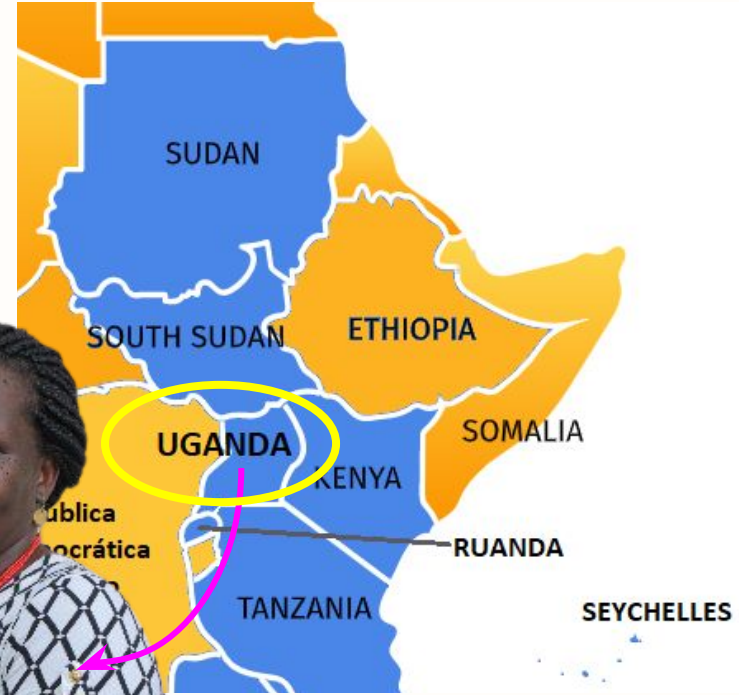 SUDAN
SOUTH SUDAN
ETHIOPIA
UGANDA
SOMALIA
KENYA
ública
ocrática
RUANDA
TANZANIA
SEYCHELLES